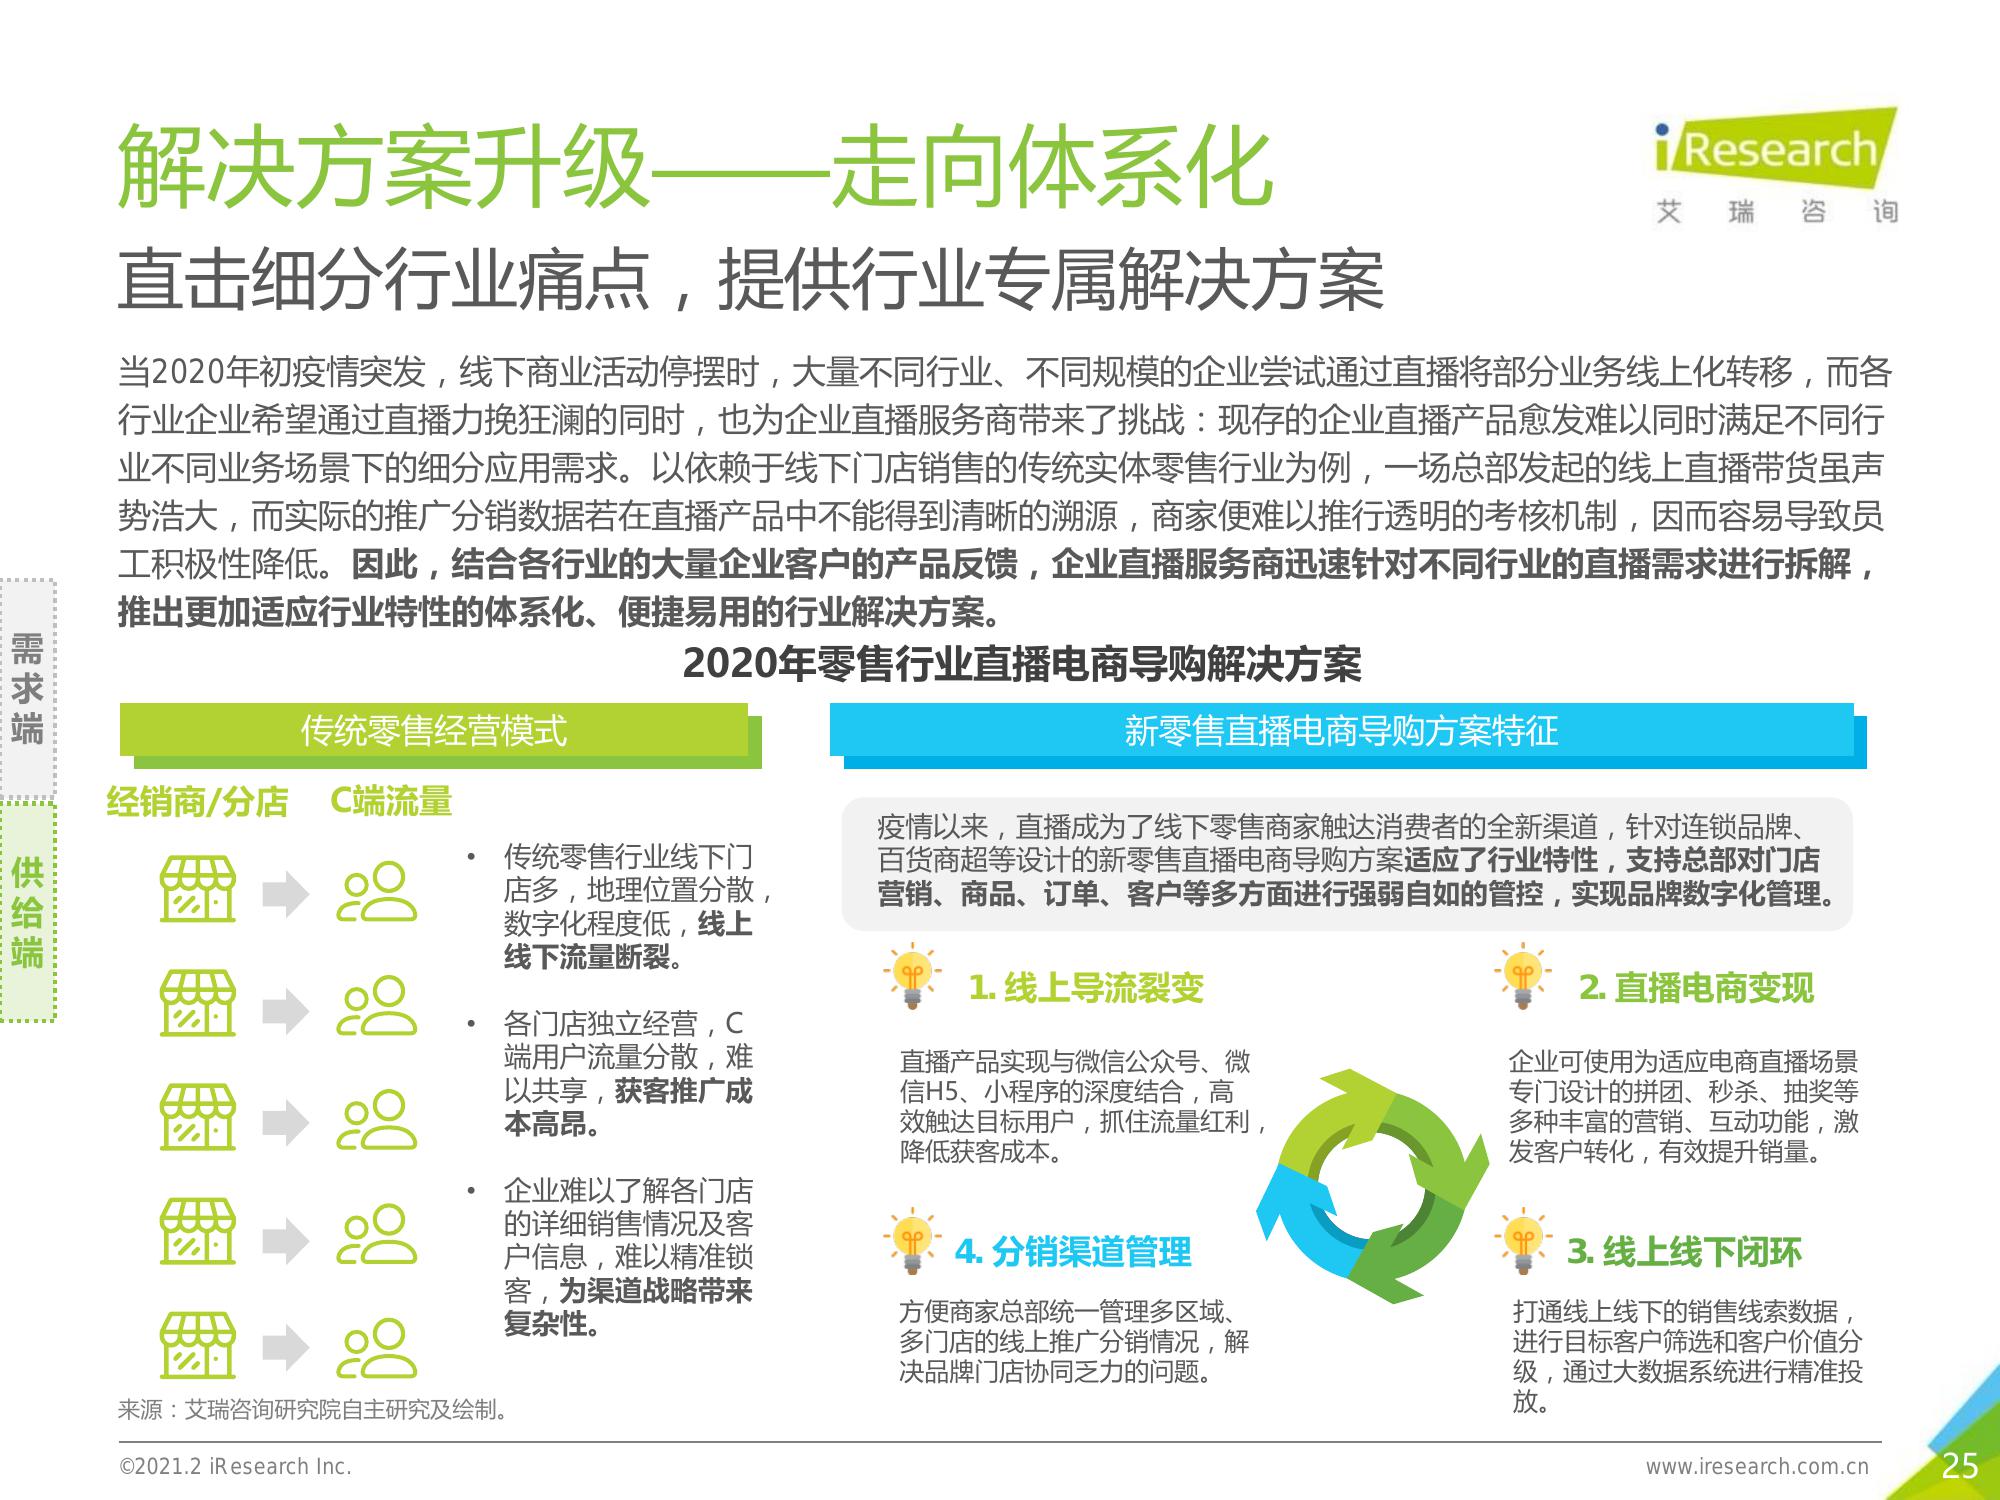 解决方案升级——走向体系化
iResearch
艾瑞咨询
直击细分行业痛点，提供行业专属解决方案
当2020年初疫情突发，线下商业活动停摆时，大量不同行业、不同规模的企业尝试通过直播将部分业务线上化转移，而各
行业企业希望通过直播力挽狂澜的同时，也为企业直播服务商带来了挑战：现存的企业直播产品愈发难以同时满足不同行
业不同业务场景下的细分应用需求。以依赖于线下门店销售的传统实体零售行业为例，一场总部发起的线上直播带货虽声
势浩大，而实际的推广分销数据若在直播产品中不能得到清晰的溯源，商家便难以推行透明的考核机制，因而容易导致员
工积极性降低。因此，结合各行业的大量企业客户的产品反馈，企业直播服务商迅速针对不同行业的直播需求进行拆解，
推出更加适应行业特性的体系化、便捷易用的行业解决方案。
需求端
供给端
2020年零售行业直播电商导购解决方案
传统零售经营模式
经销商/分店
C端流量
• 传统零售行业线下门
店多，地理位置分散，
数字化程度低，线上
线下流量断裂。
• 各门店独立经营，C
端用户流量分散，难
以共享，获客推广成
本高昂。
• 企业难以了解各门店
的详细销售情况及客
户信息，难以精准锁
客，为渠道战略带来
复杂性。
新零售直播电商导购方案特征
疫情以来，直播成为了线下零售商家触达消费者的全新渠道，针对连锁品牌、
百货商超等设计的新零售直播电商导购方案适应了行业特性，支持总部对门店
营销、商品、订单、客户等多方面进行强弱自如的管控，实现品牌数字化管理。
1. 线上导流裂变
直播产品实现与微信公众号、微
信H5、小程序的深度结合，高
效触达目标用户，抓住流量红利，
降低获客成本。
2. 直播电商变现
企业可使用为适应电商直播场景
专门设计的拼团、秒杀、抽奖等
多种丰富的营销、互动功能，激
发客户转化，有效提升销量。
4. 分销渠道管理
方便商家总部统一管理多区域、
多门店的线上推广分销情况，解
决品牌门店协同乏力的问题。
3. 线上线下闭环
打通线上线下的销售线索数据，
进行目标客户筛选和客户价值分
级，通过大数据系统进行精准投
放。
来源：艾瑞咨询研究院自主研究及绘制。
©2021.2 iResearch Inc.
www.iresearch.com.cn
25